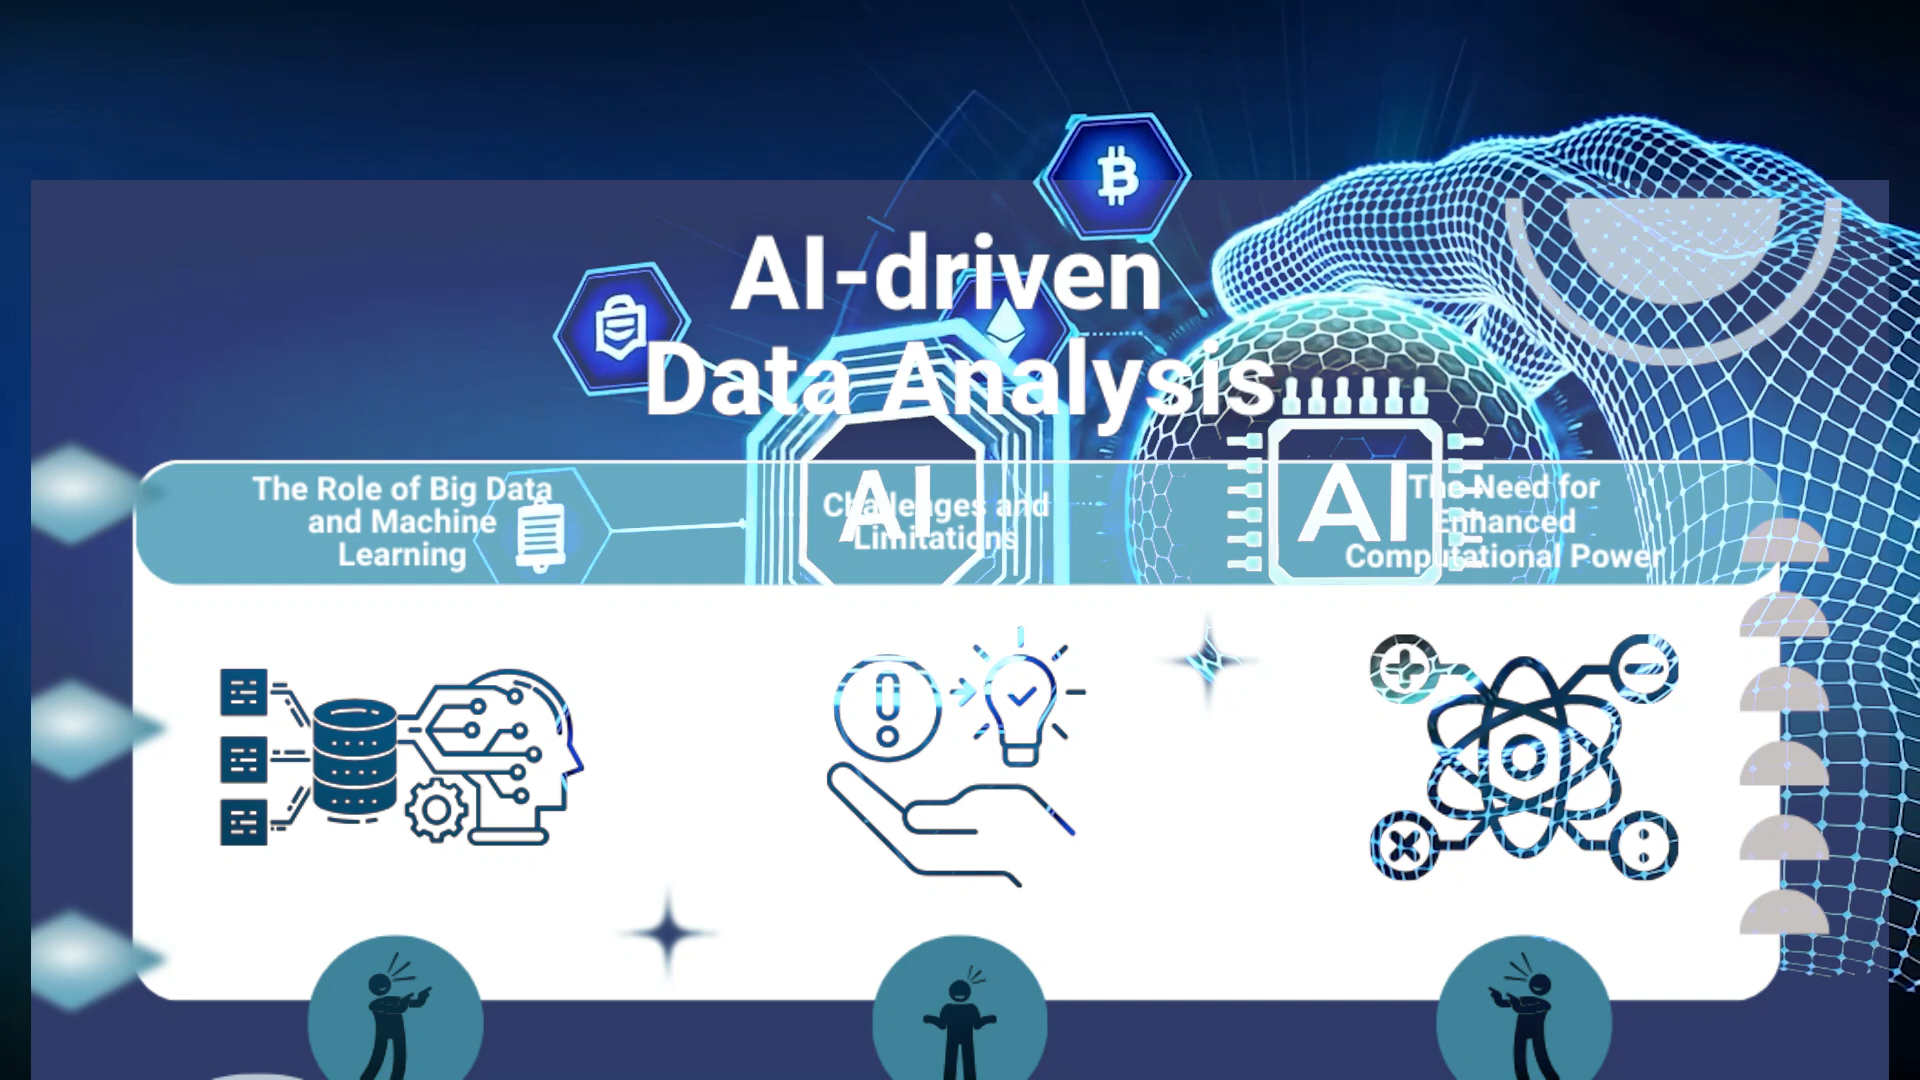 AI-driven
Data Analysis
The Role of Big Data
and Machine
Learning
Challenges and
Limitations
The Need for
Enhanced
Computational Power
AI
AI